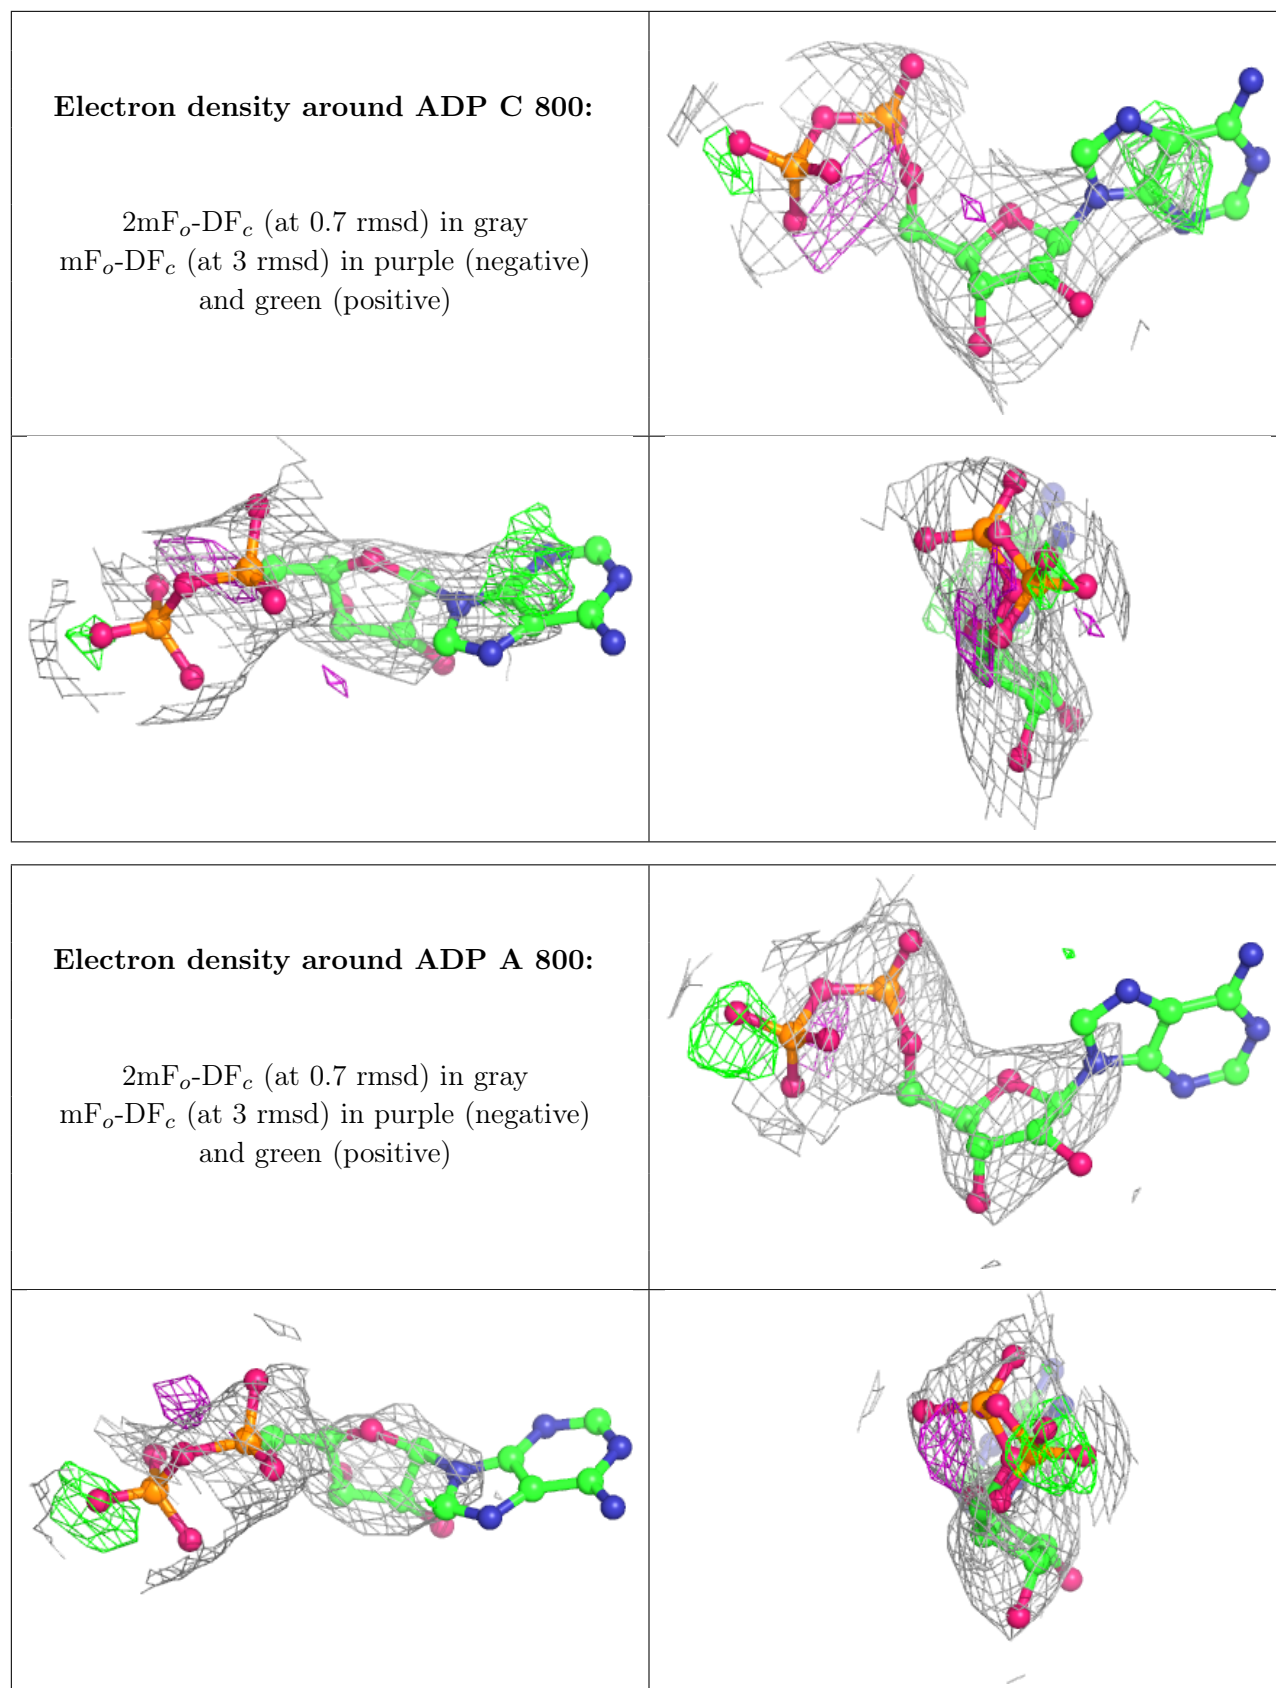 Electron density around ADP C 800:
2mFo-DFc (at 0.7 rmsd) in gray
mFo-DFc (at 3 rmsd) in purple (negative)
and green (positive)
Electron density around ADP A 800:
2mFo-DFc (at 0.7 rmsd) in gray
mFo-DFc (at 3 rmsd) in purple (negative)
and green (positive)